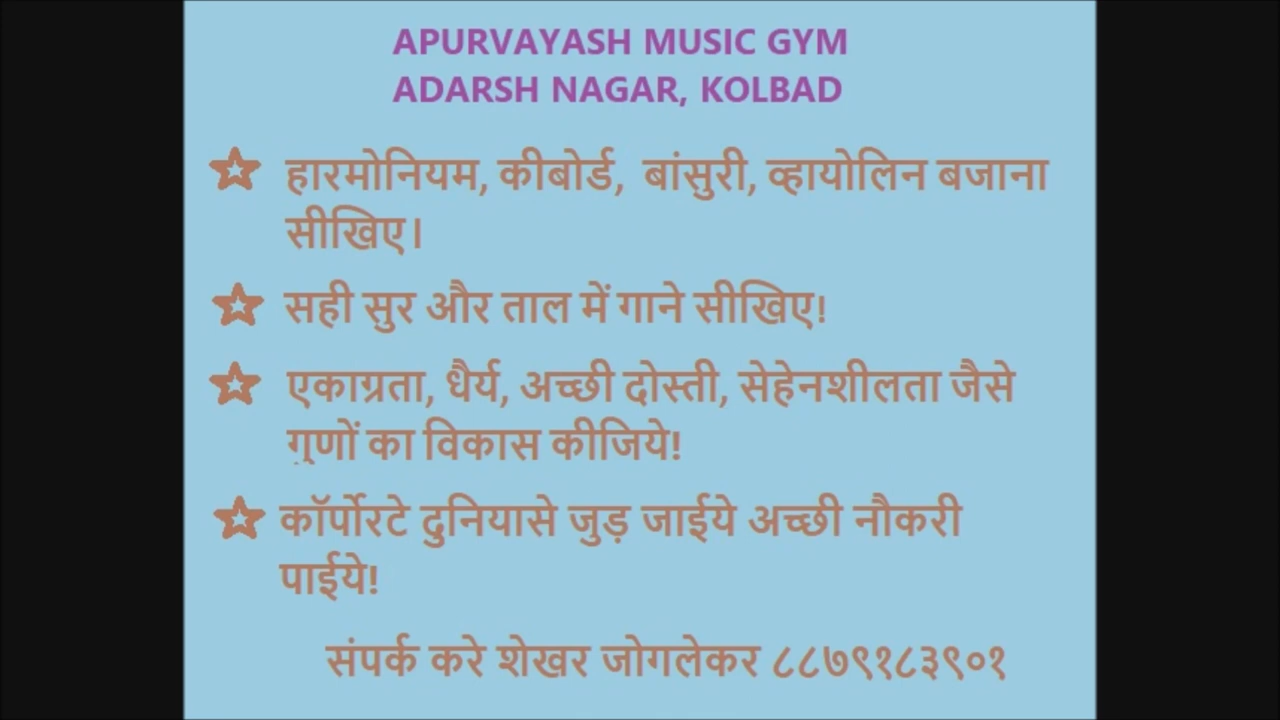 APURVAYASH MUSIC GYM
ADARSH NAGAR, KOLBAD
हारमोनियम, कीबोर्ड, बांसुरी, व्हायोलिन बजाना
सीखिए।
सही सुर और ताल में गाने सीखिए!
एकाग्रता, धैर्य, अच्छी दोस्ती, सेहेनशीलता जैसे
गुणों का विकास कीजिये!
कॉर्पोरटे दुनियासे जुड़ जाईये अच्छी नौकरी
पाईये!
संपर्क करे शेखर जोगलेकर ८८७९१८३९०१